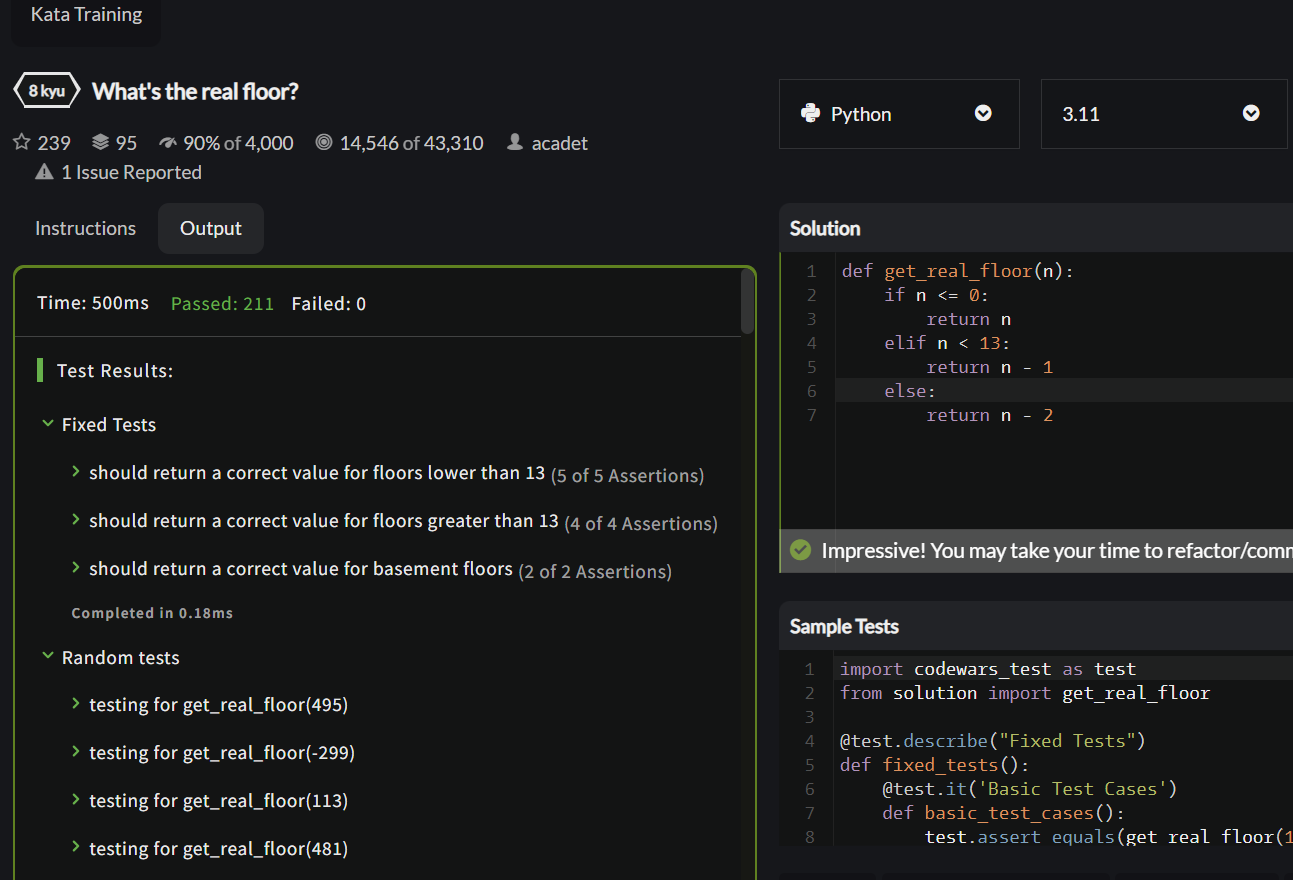 Kata Training
8 kyu What's the real floor?
239 95 90% of 4,000 14,546 of 43,310 acadet
1 Issue Reported
Instructions Output
Time: 500ms Passed: 211 Failed: 0
Test Results:
Fixed Tests
should return a correct value for floors lower than 13 (5 of 5 Assertions)
should return a correct value for floors greater than 13 (4 of 4 Assertions)
should return a correct value for basement floors (2 of 2 Assertions)
Completed in 0.18ms
Random tests
testing for get_real_floor(495)
testing for get_real_floor(-299)
testing for get_real_floor(113)
testing for get_real_floor(481)
Python 3.11
Solution
1 def get_real_floor(n):
2 if n <= 0:
3 return n
4 elif n < 13:
5 return n - 1
6 else:
7 return n - 2
Impressive! You may take your time to refactor/comm
Sample Tests
1 import codewars_test as test
2 from solution import get_real_floor
3
4 @test.describe("Fixed Tests")
5 def fixed_tests():
6 @test.it('Basic Test Cases')
7 def basic_test_cases():
8 test.assert_equals(get_real_floor(1